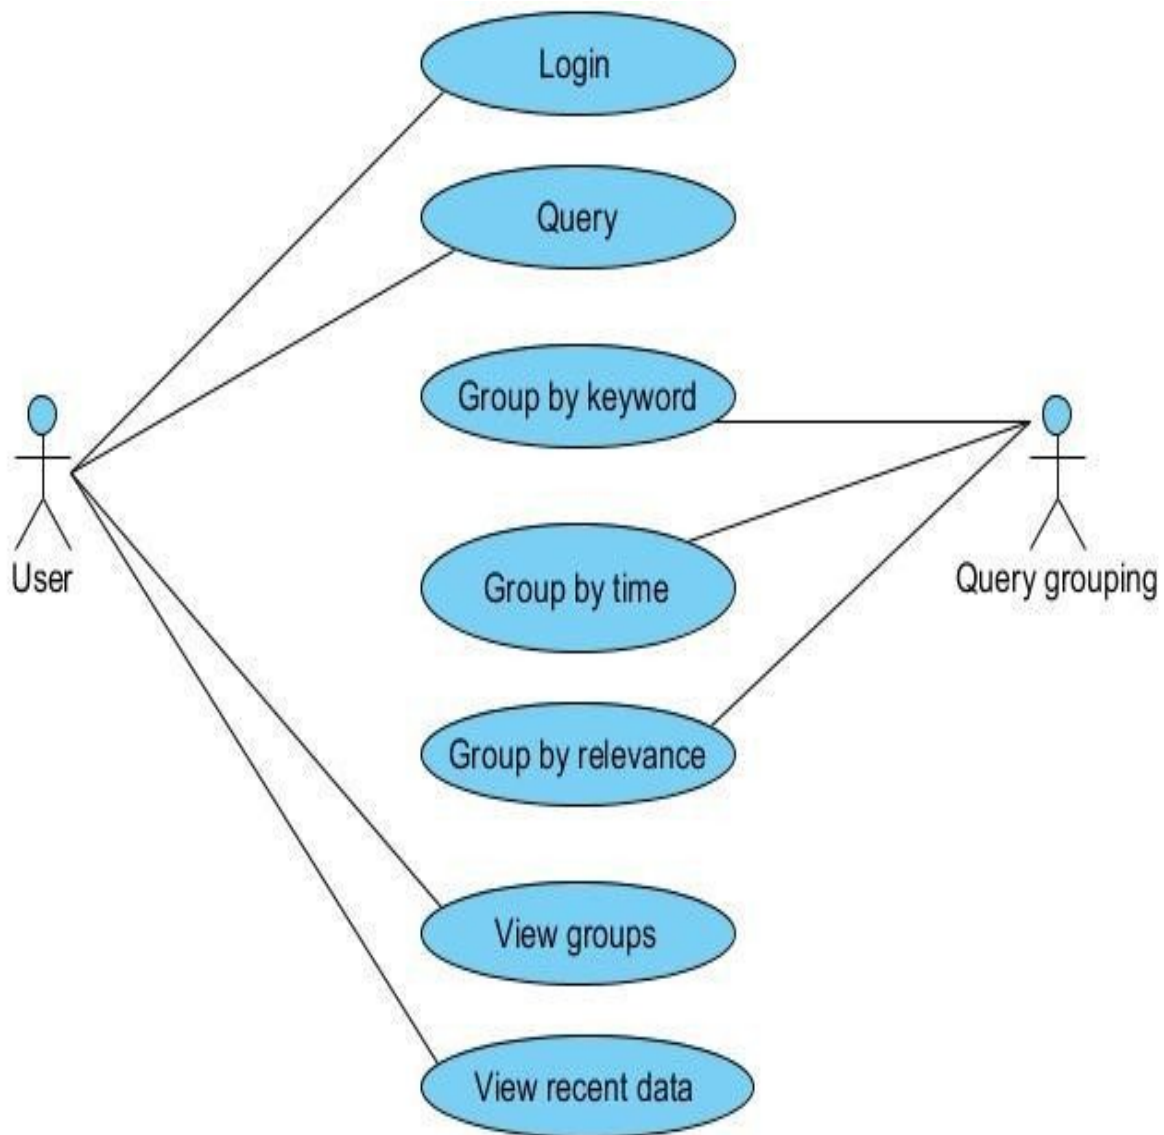 Login
Query
Group by keyword
User
Query grouping
Group by time
Group by relevance
View groups
View recent data